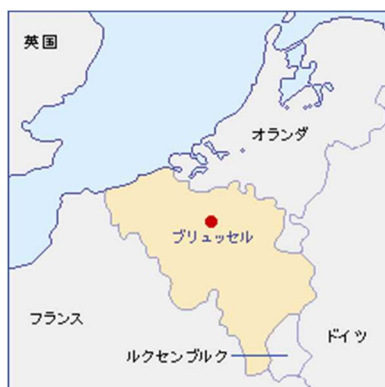 英国
オランダ
ブリュッセル
フランス
ドイツ
ルクセンブルク